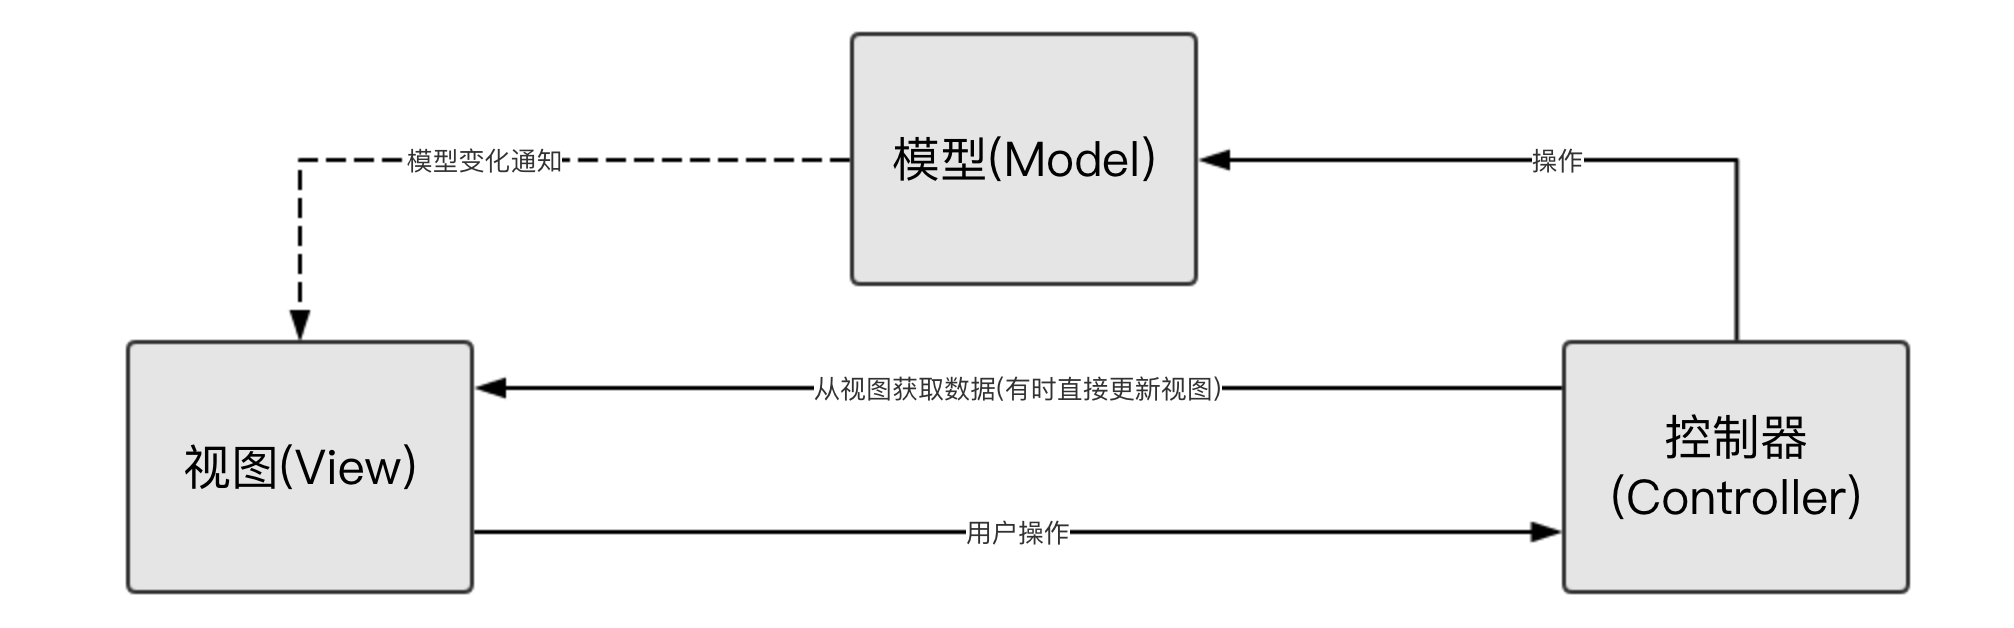 模型(Model)
模型变化通知
操作
从视图获取数据(有时直接更新视图)
视图(View)
控制器
(Controller)
用户操作